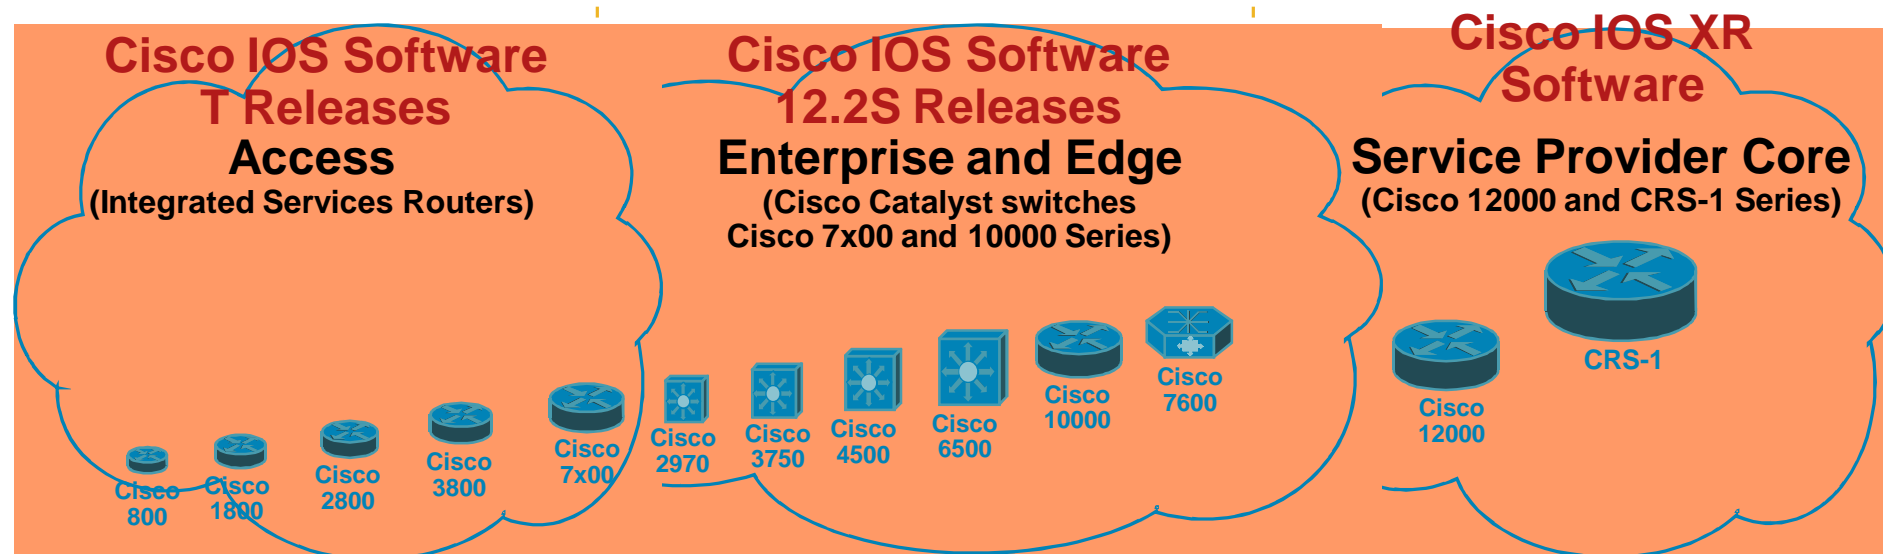 Cisco IOS Software
T Releases
Access
(Integrated Services Routers)
Cisco
800
Cisco
1800
Cisco
2800
Cisco
3800
Cisco
7x00
Cisco IOS Software
12.2S Releases
Enterprise and Edge
(Cisco Catalyst switches
Cisco 7x00 and 10000 Series)
Cisco
2970
Cisco
3750
Cisco
4500
Cisco
6500
Cisco
10000
Cisco
7600
Cisco IOS XR
Software
Service Provider Core
(Cisco 12000 and CRS-1 Series)
Cisco
12000
CRS-1